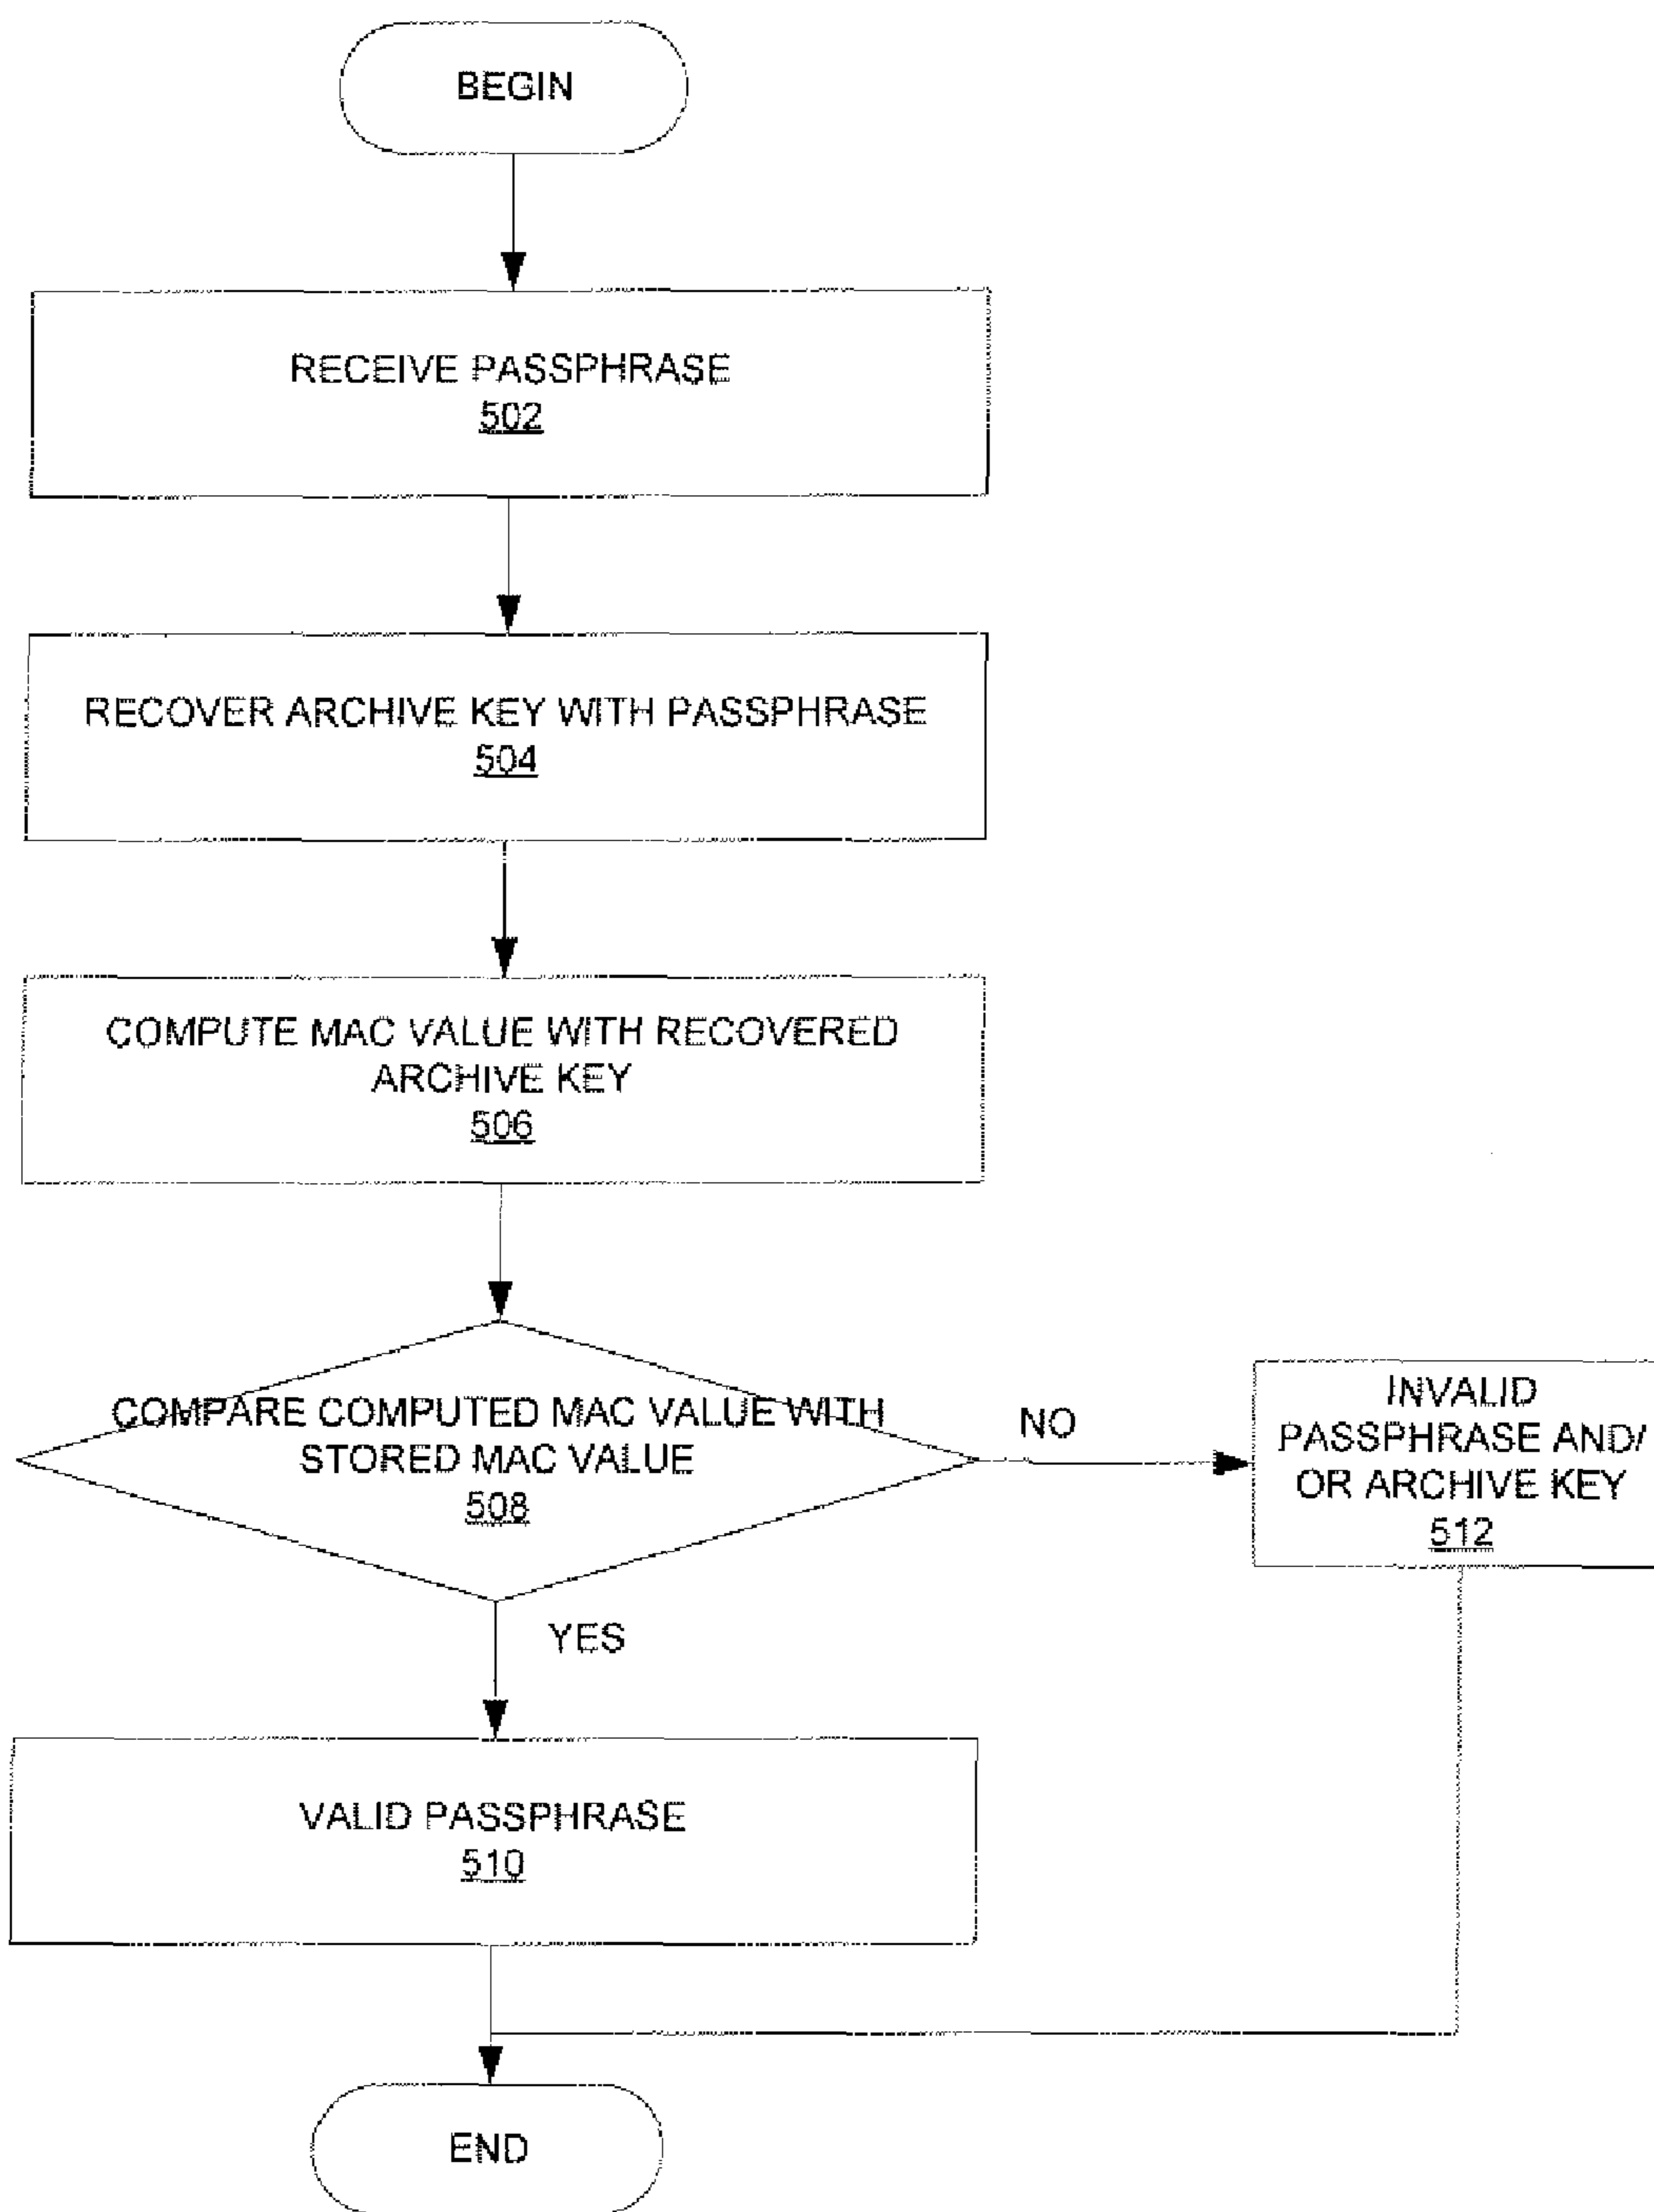 BEGIN
RECEIVE PASSPHRASE
502
RECOVER ARCHIVE KEY WITH PASSPHRASE
504
COMPUTE MAC VALUE WITH RECOVERED
ARCHIVE KEY
506
COMPARE COMPUTED MAC VALUE WITH
STORED MAC VALUE
508
NO
INVALID
PASSPHRASE AND/
OR ARCHIVE KEY
512
YES
VALID PASSPHRASE
510
END